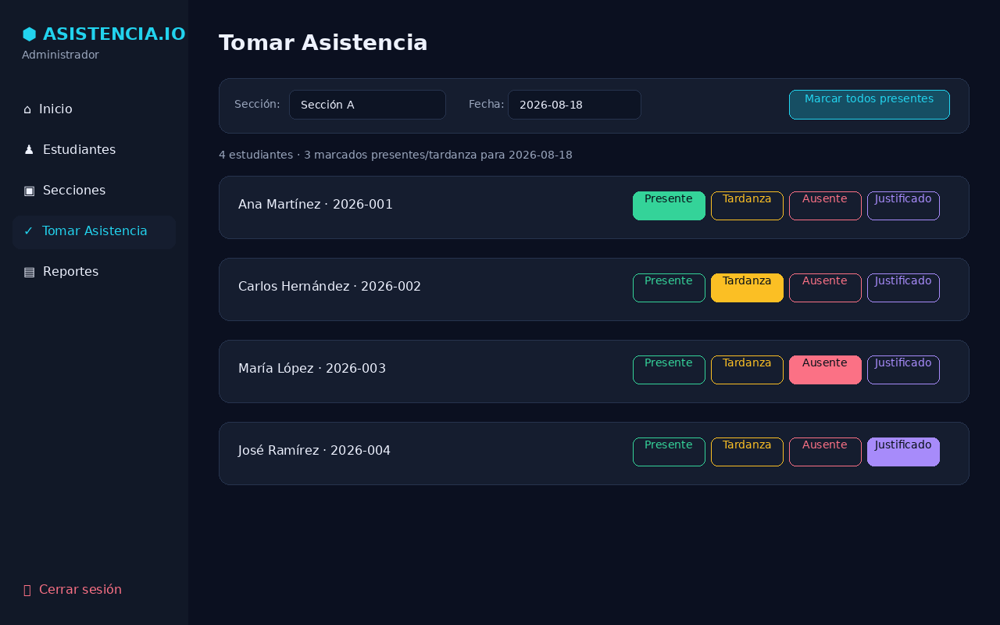 ASISTENCIA.IO
Administrador
Inicio
Estudiantes
Secciones
Tomar Asistencia
Reportes
Cerrar sesión
Tomar Asistencia
Sección: Sección A Fecha: 2026-08-18 Marcar todos presentes
4 estudiantes · 3 marcados presentes/tardanza para 2026-08-18
Ana Martínez · 2026-001 Presente Tardanza Ausente Justificado
Carlos Hernández · 2026-002 Presente Tardanza Ausente Justificado
María López · 2026-003 Presente Tardanza Ausente Justificado
José Ramírez · 2026-004 Presente Tardanza Ausente Justificado